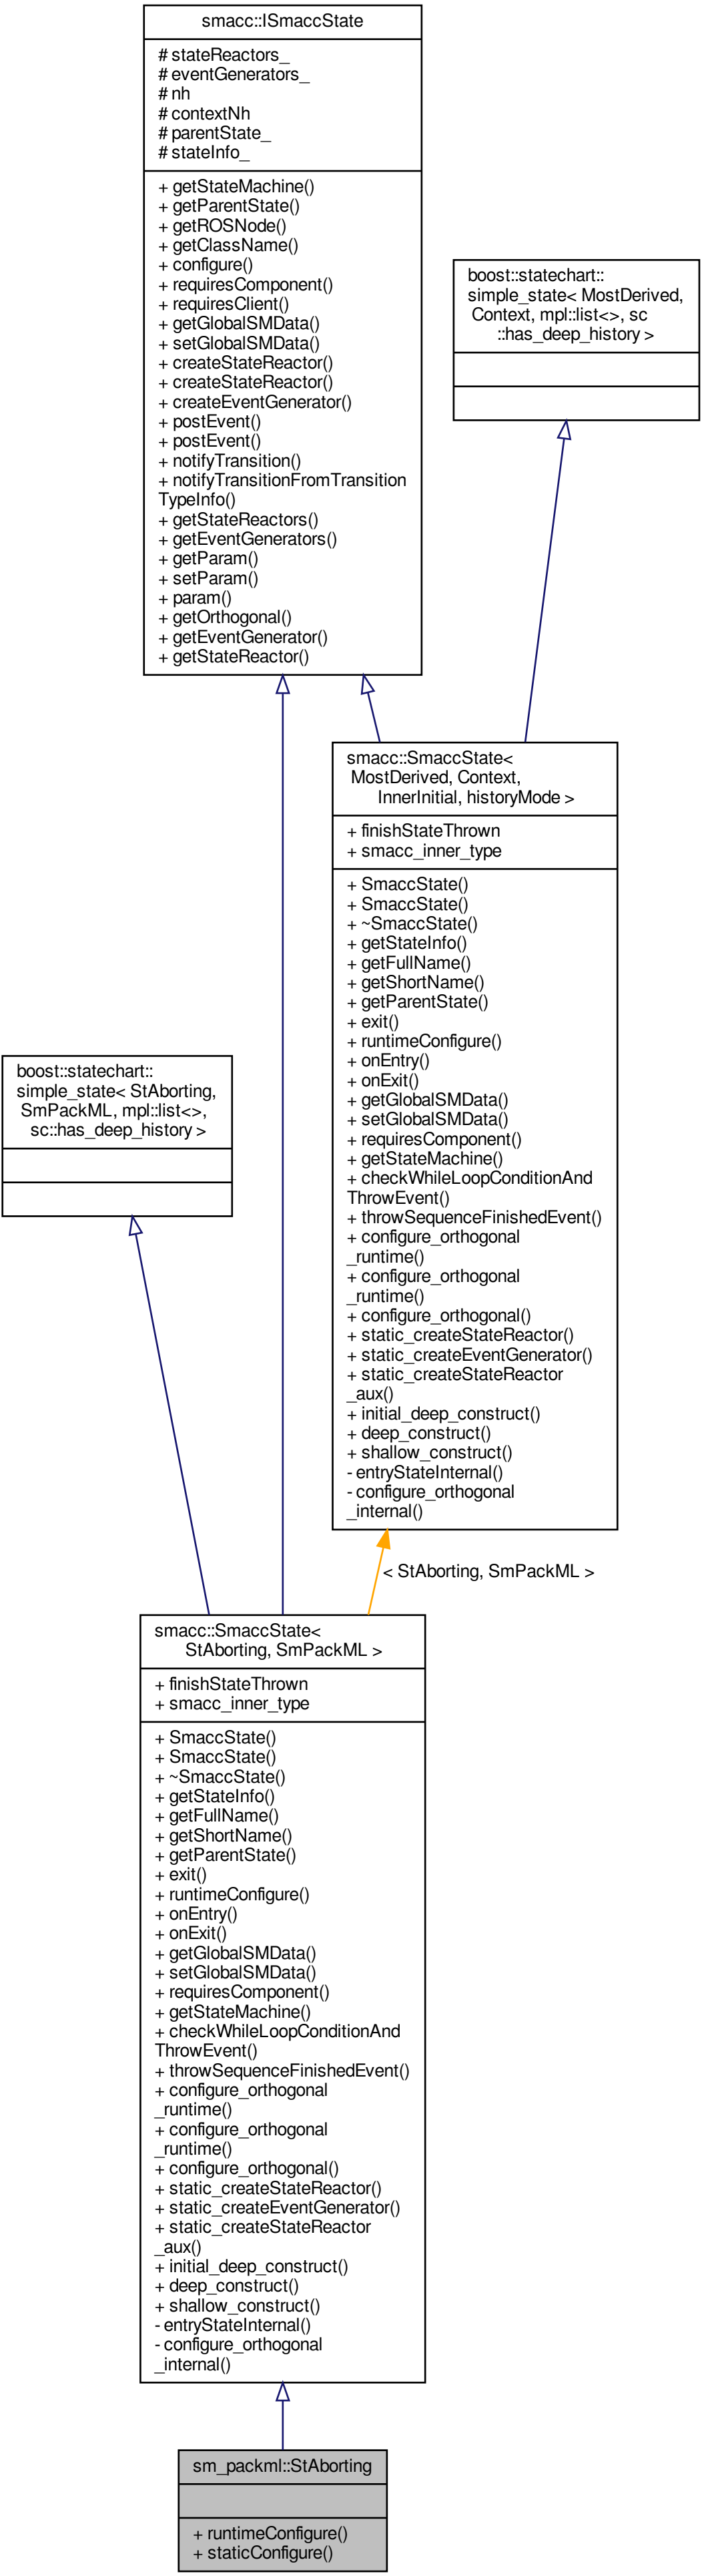 smacc::ISmaccState
# stateReactors_
# eventGenerators_
# nh
# contextNh
# parentState_
# stateInfo_
+ getStateMachine()
+ getParentState()
+ getROSNode()
+ getClassName()
+ configure()
+ requiresComponent()
+ requiresClient()
+ getGlobalSMData()
+ setGlobalSMData()
+ createStateReactor()
+ createStateReactor()
+ createEventGenerator()
+ postEvent()
+ postEvent()
+ notifyTransition()
+ notifyTransitionFromTransition
TypeInfo()
+ getStateReactors()
+ getEventGenerators()
+ getParam()
+ setParam()
+ param()
+ getOrthogonal()
+ getEventGenerator()
+ getStateReactor()
boost::statechart::
simple_state< MostDerived,
Context, mpl::list<>, sc
::has_deep_history >
smacc::SmaccState<
MostDerived, Context,
InnerInitial, historyMode >
+ finishStateThrown
+ smacc_inner_type
+ SmaccState()
+ SmaccState()
+ ~SmaccState()
+ getStateInfo()
+ getFullName()
+ getShortName()
+ getParentState()
+ exit()
+ runtimeConfigure()
+ onEntry()
+ onExit()
+ getGlobalSMData()
+ setGlobalSMData()
+ requiresComponent()
+ getStateMachine()
+ checkWhileLoopConditionAnd
ThrowEvent()
+ throwSequenceFinishedEvent()
+ configure_orthogonal
_runtime()
+ configure_orthogonal
_runtime()
+ configure_orthogonal()
+ static_createStateReactor()
+ static_createEventGenerator()
+ static_createStateReactor
_aux()
+ initial_deep_construct()
+ deep_construct()
+ shallow_construct()
- entryStateInternal()
- configure_orthogonal
_internal()
boost::statechart::
simple_state< StAborting,
SmPackML, mpl::list<>,
sc::has_deep_history >
< StAborting, SmPackML >
smacc::SmaccState<
StAborting, SmPackML >
+ finishStateThrown
+ smacc_inner_type
+ SmaccState()
+ SmaccState()
+ ~SmaccState()
+ getStateInfo()
+ getFullName()
+ getShortName()
+ getParentState()
+ exit()
+ runtimeConfigure()
+ onEntry()
+ onExit()
+ getGlobalSMData()
+ setGlobalSMData()
+ requiresComponent()
+ getStateMachine()
+ checkWhileLoopConditionAnd
ThrowEvent()
+ throwSequenceFinishedEvent()
+ configure_orthogonal
_runtime()
+ configure_orthogonal
_runtime()
+ configure_orthogonal()
+ static_createStateReactor()
+ static_createEventGenerator()
+ static_createStateReactor
_aux()
+ initial_deep_construct()
+ deep_construct()
+ shallow_construct()
- entryStateInternal()
- configure_orthogonal
_internal()
sm_packml::StAborting
+ runtimeConfigure()
+ staticConfigure()